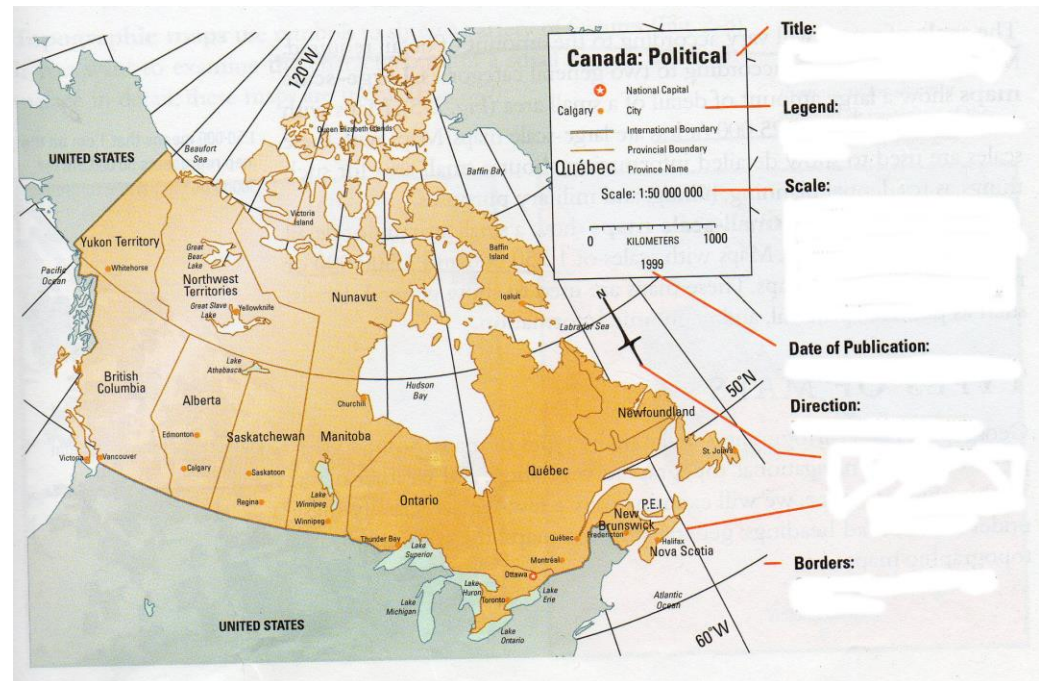 Title:
Canada: Political
National Capital
Calgary
City
Legend:
International Boundary
Provincial Boundary
Québec
Province Name
Scale: 1:50 000 000
Scale:
0
KILOMETERS
1000
1999
Date of Publication:
Direction:
Borders:
120°W
UNITED STATES
Beaufort
Sea
Queen Elizabeth Islands
Baffin Bay
Victoria
Island
Yukon Territory
Great
Bear
Lake
Baffin
Island
Pacific
Ocean
Whitehorse
Northwest
Territories
Nunavut
Iqaluit
N
Great Slave
Lake
Yellowknife
Labrador Sea
Lake
Athabasca
British
Columbia
Hudson
Bay
50°N
Alberta
Churchill
Newfoundland
Edmonton
Saskatchewan
Manitoba
St. John's
Victoria
Vancouver
Calgary
Saskatoon
Québec
Lake
Winnipeg
Ontario
Regina
P.E.I.
Winnipeg
New
Brunswick
Thunder Bay
Québec
Fredericton
Halifax
Nova Scotia
Lake
Superior
Montréal
Ottawa
Lake
Huron
Lake
Erie
Lake
Michigan
Toronto
Atlantic
Ocean
UNITED STATES
Lake
Ontario
60°W